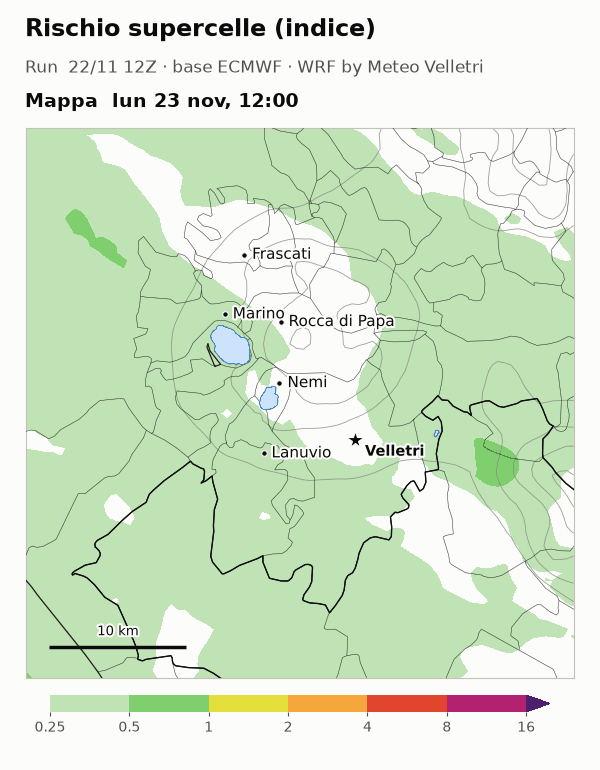 Rischio supercelle (indice)
Run  22/11 12Z · base ECMWF · WRF by Meteo Velletri
Mappa  lun 23 nov, 12:00
Frascati
Marino
Rocca di Papa
Nemi
Velletri
Lanuvio
10 km
0.25 0.5 1 2 4 8 16